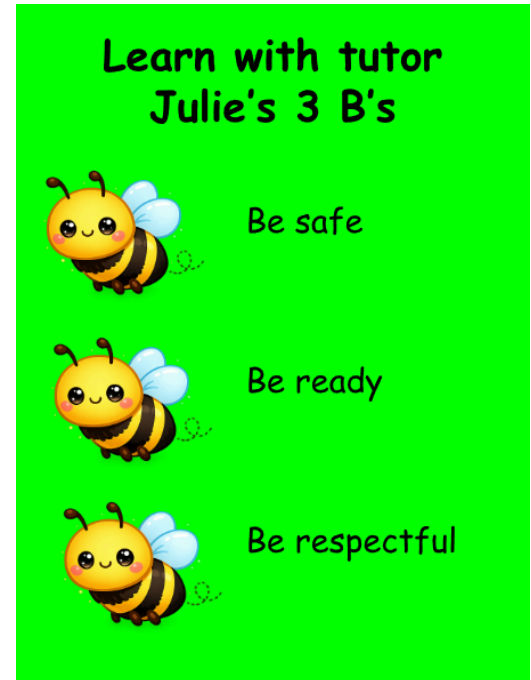 Learn with tutor
Julie's 3 B's
Be safe
Be ready
Be respectful